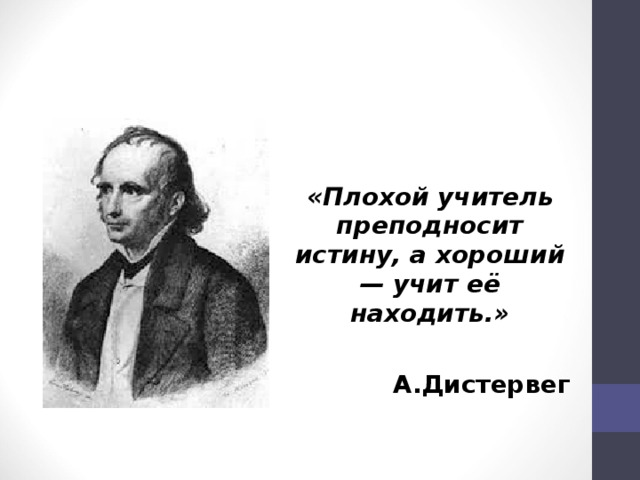 «Плохой учитель
преподносит
истину, а хороший
— учит её
находить.»
А.Дистервег